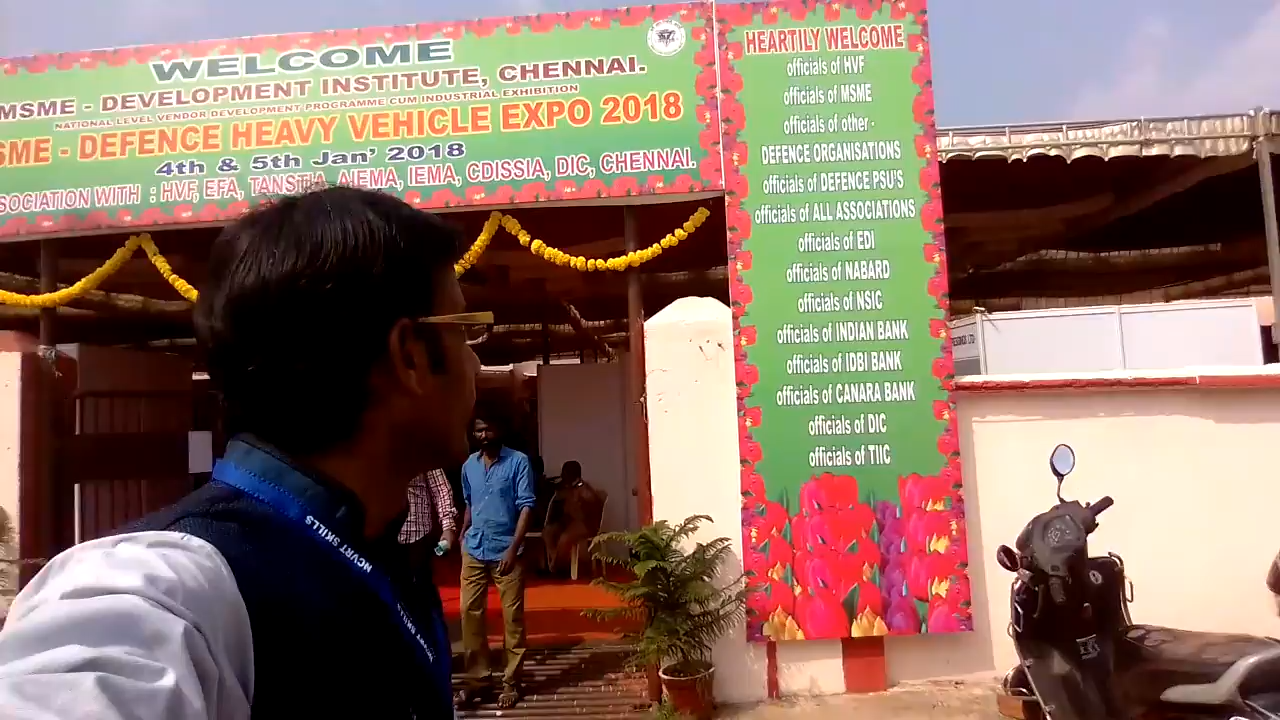 WELCOME
MSME - DEVELOPMENT INSTITUTE, CHENNAI.
NATIONAL LEVEL VENDOR DEVELOPMENT PROGRAMME CUM INDUSTRIAL EXHIBITION
SME - DEFENCE HEAVY VEHICLE EXPO 2018
4th & 5th Jan' 2018
SOCIATION WITH : HVF, EFA, TANSTIA, AIEMA, IEMA, CDISSIA, DIC, CHENNAI.
HEARTILY WELCOME
officials of HVF
officials of MSME
officials of other -
DEFENCE ORGANISATIONS
officials of DEFENCE PSU'S
officials of ALL ASSOCIATIONS
officials of EDI
officials of NABARD
officials of NSIC
officials of INDIAN BANK
officials of IDBI BANK
officials of CANARA BANK
officials of DIC
officials of TIIC
NCVRT SKILLS